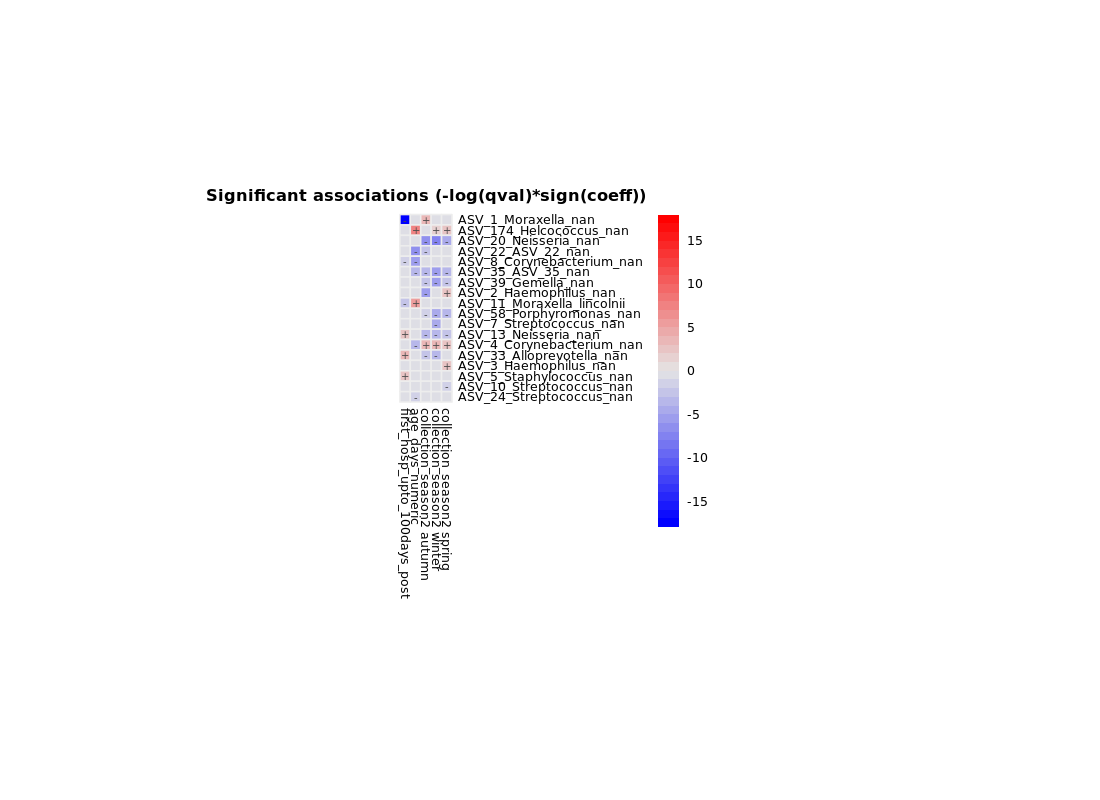 Significant associations (-log(qval)*sign(coeff))
ASV_1_Moraxella_nan
ASV_174_Helcococcus_nan
ASV_20_Neisseria_nan
ASV_22_ASV_22_nan
ASV_8_Corynebacterium_nan
ASV_35_ASV_35_nan
ASV_39_Gemella_nan
ASV_2_Haemophilus_nan
ASV_11_Moraxella_lincolnii
ASV_58_Porphyromonas_nan
ASV_7_Streptococcus_nan
ASV_13_Neisseria_nan
ASV_4_Corynebacterium_nan
ASV_33_Alloprevotella_nan
ASV_3_Haemophilus_nan
ASV_5_Staphylococcus_nan
ASV_10_Streptococcus_nan
ASV_24_Streptococcus_nan
first_hosp_upto_100days_post
age_days_numeric
collection_season2 autumn
collection_season2 winter
collection_season2 spring
15
10
5
0
-5
-10
-15